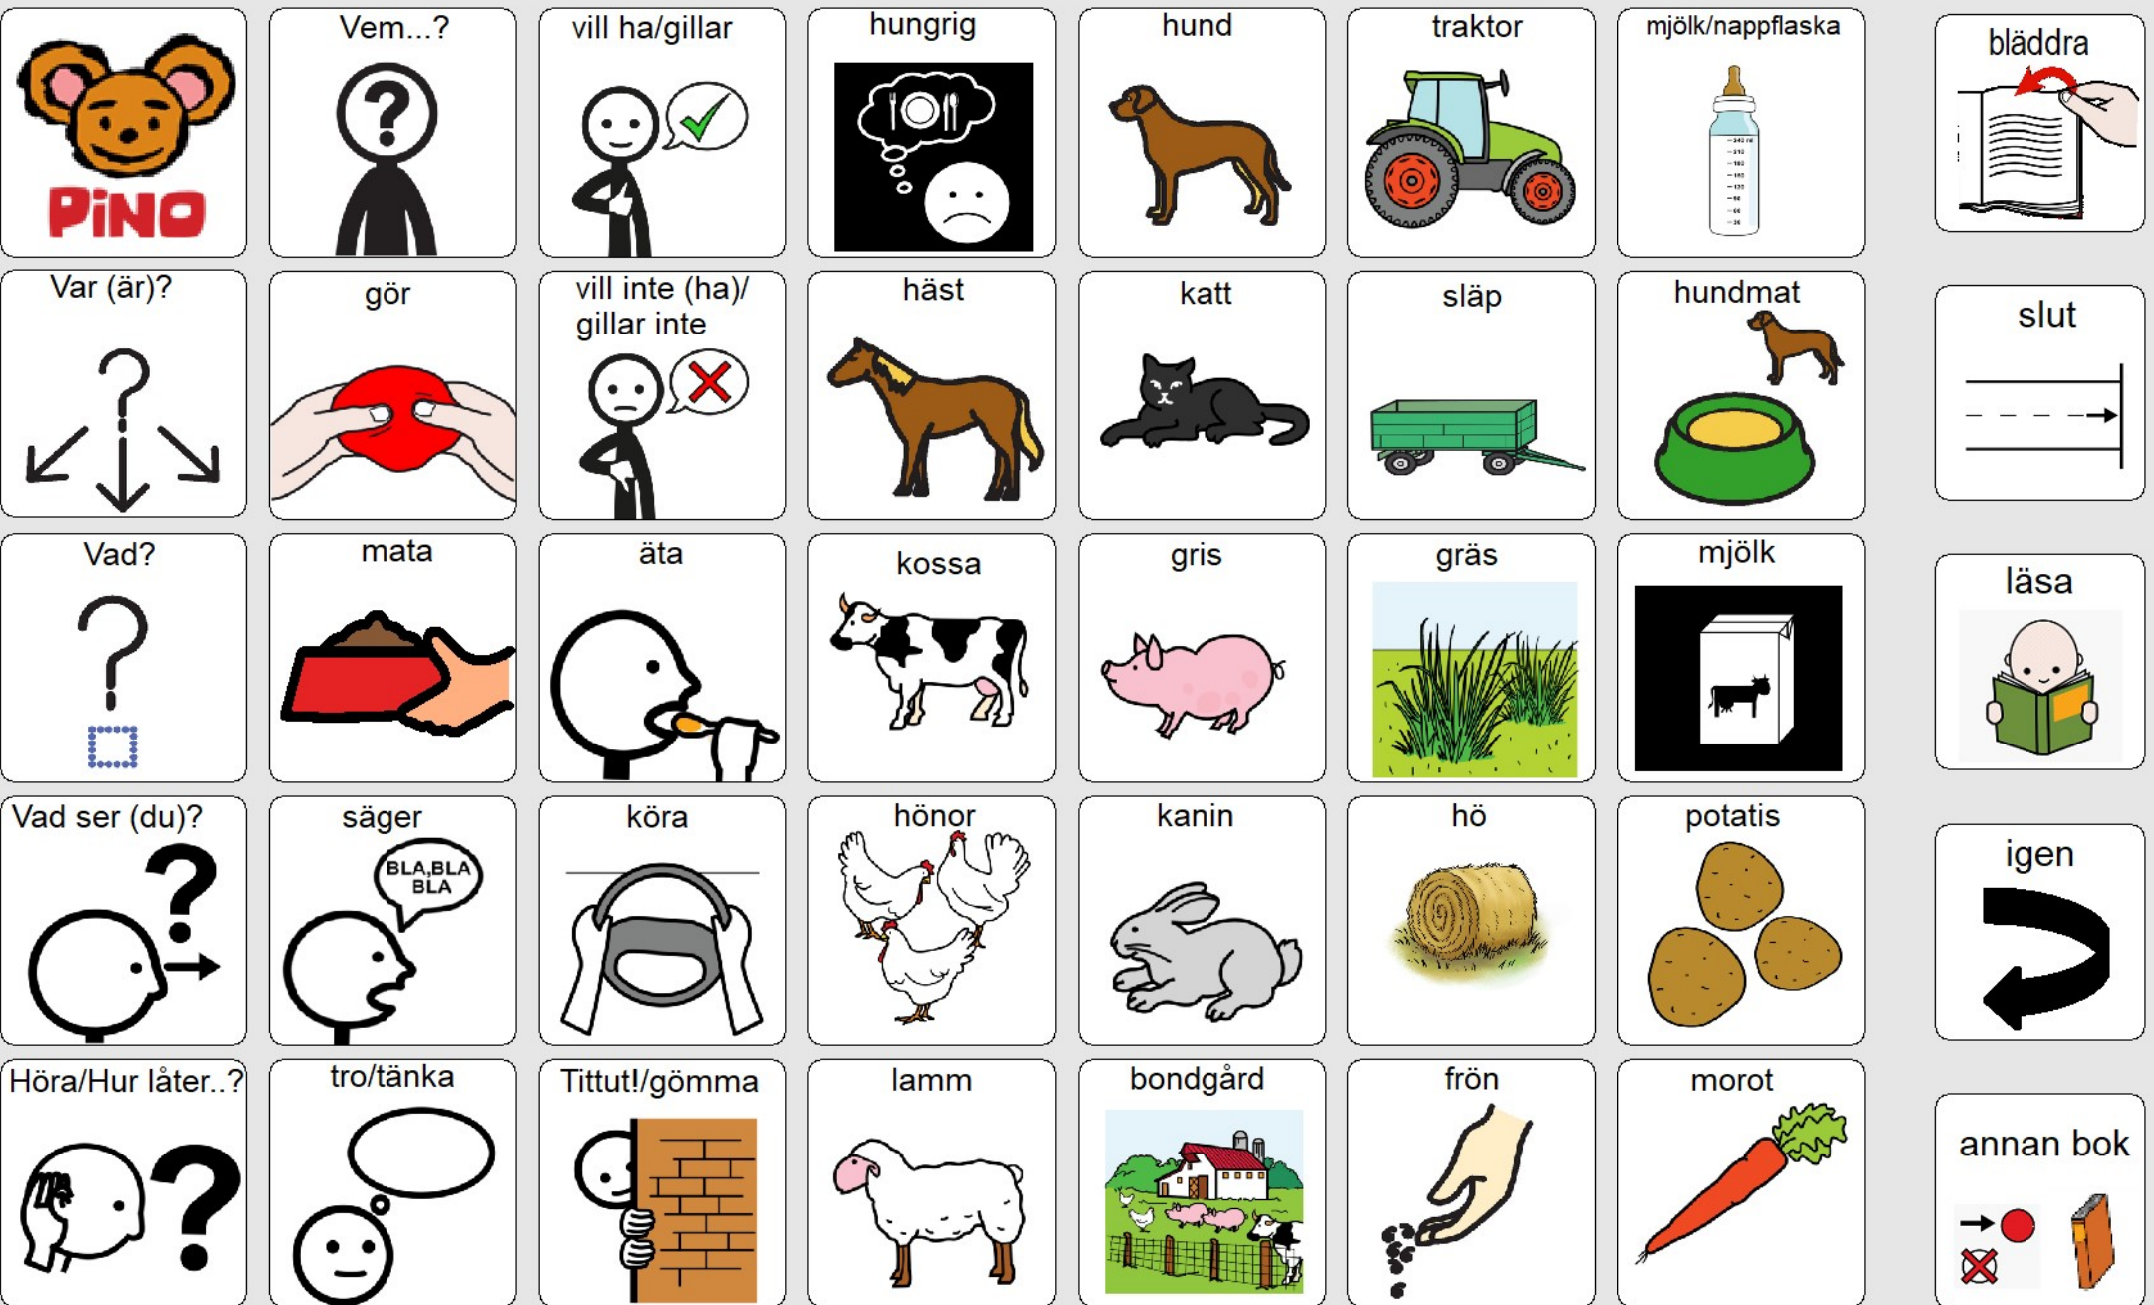 PiNO
Vem...?
vill ha/gillar
hungrig
hund
traktor
mjölk/nappflaska
bläddra
Var (är)?
gör
vill inte (ha)/
gillar inte
häst
katt
släp
hundmat
slut
Vad?
mata
äta
kossa
gris
gräs
mjölk
läsa
Vad ser (du)?
säger
BLA,BLA
BLA
köra
hönor
kanin
hö
potatis
igen
Höra/Hur låter..?
tro/tänka
Tittut!/gömma
lamm
bondgård
frön
morot
annan bok